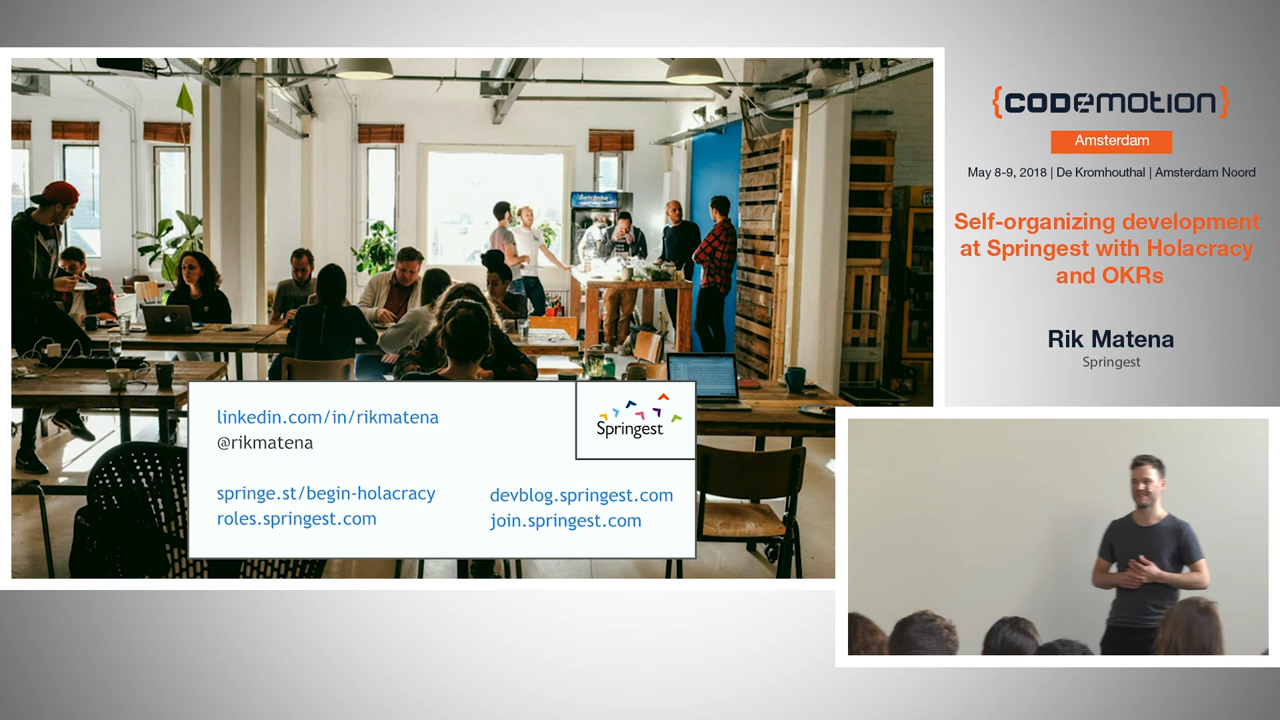 {CODEMOTION}
Amsterdam
May 8-9, 2018 | De Kromhouthal | Amsterdam Noord
Self-organizing development
at Springest with Holacracy
and OKRs
Rik Matena
Springest
Getränke
linkedin.com/in/rikmatena
@rikmatena
springe.st/begin-holacracy
roles.springest.com
Springest
devblog.springest.com
join.springest.com